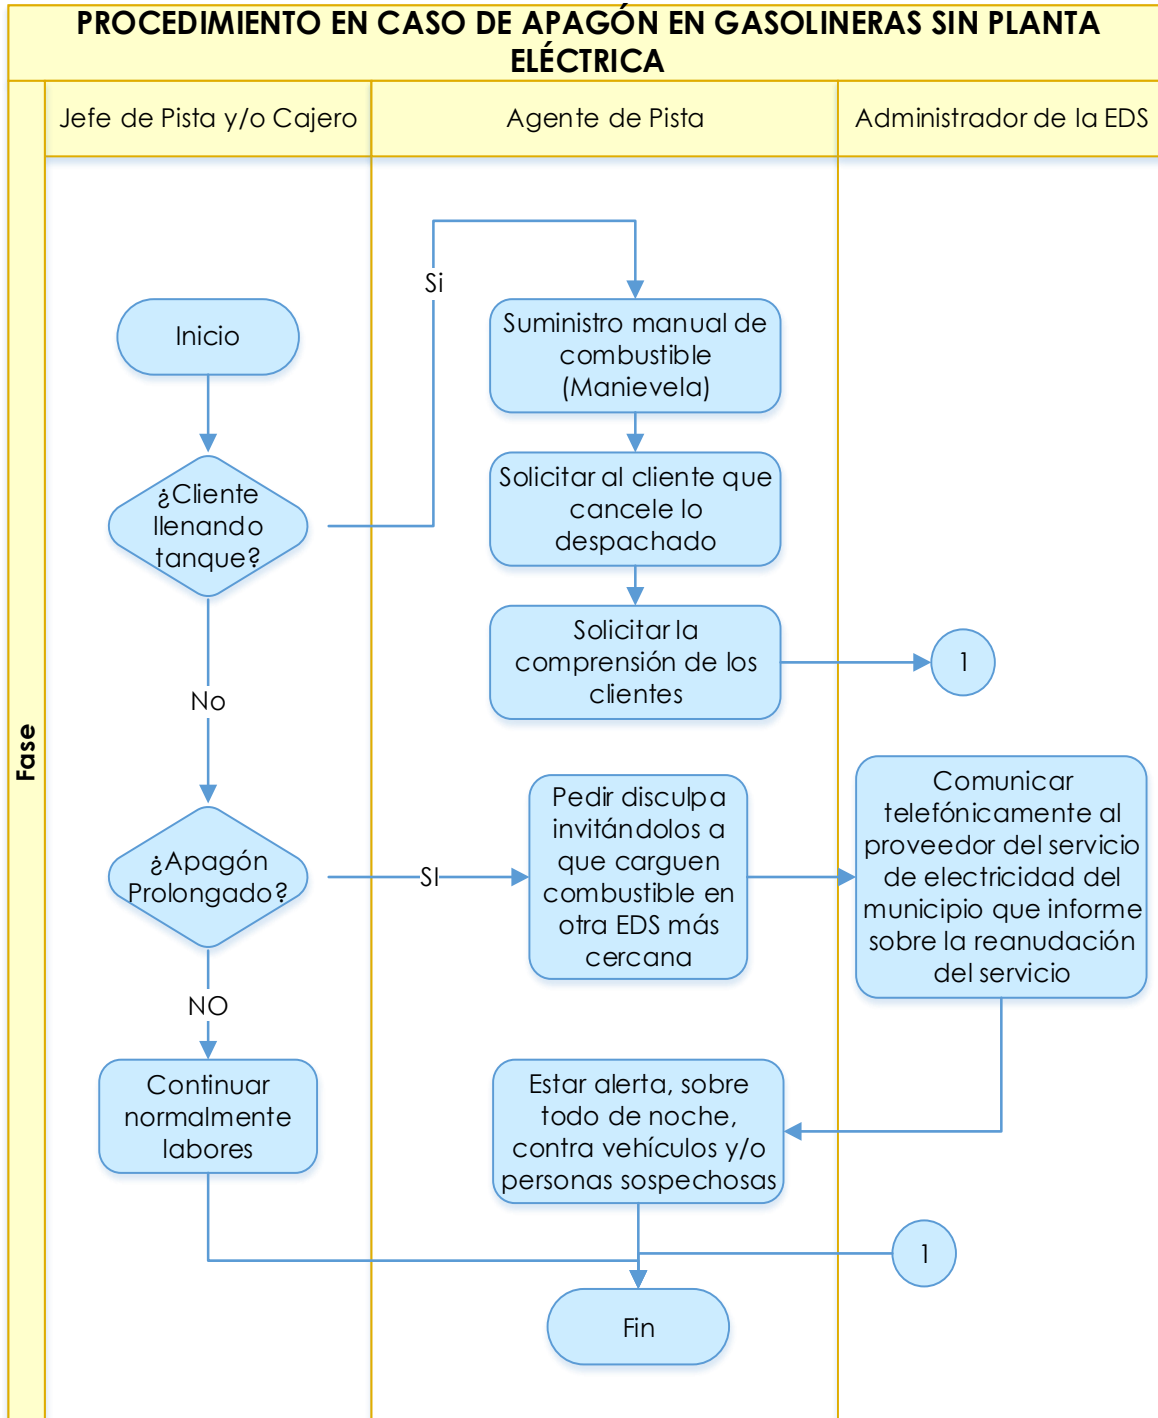 PROCEDIMIENTO EN CASO DE APAGÓN EN GASOLINERAS SIN PLANTA
ELÉCTRICA
Fase
Jefe de Pista y/o Cajero
Agente de Pista
Administrador de la EDS
Si
Inicio
Suministro manual de
combustible
(Manievela)
¿Cliente
llenando
tanque?
Solicitar al cliente que
cancele lo
despachado
Solicitar la
comprensión de los
clientes
1
No
¿Apagón
Prolongado?
SI
Pedir disculpa
invitándolos a
que carguen
combustible en
otra EDS más
cercana
Comunicar
telefónicamente al
proveedor del servicio
de electricidad del
municipio que informe
sobre la reanudación
del servicio
NO
Continuar
normalmente
labores
Estar alerta, sobre
todo de noche,
contra vehículos y/o
personas sospechosas
1
Fin